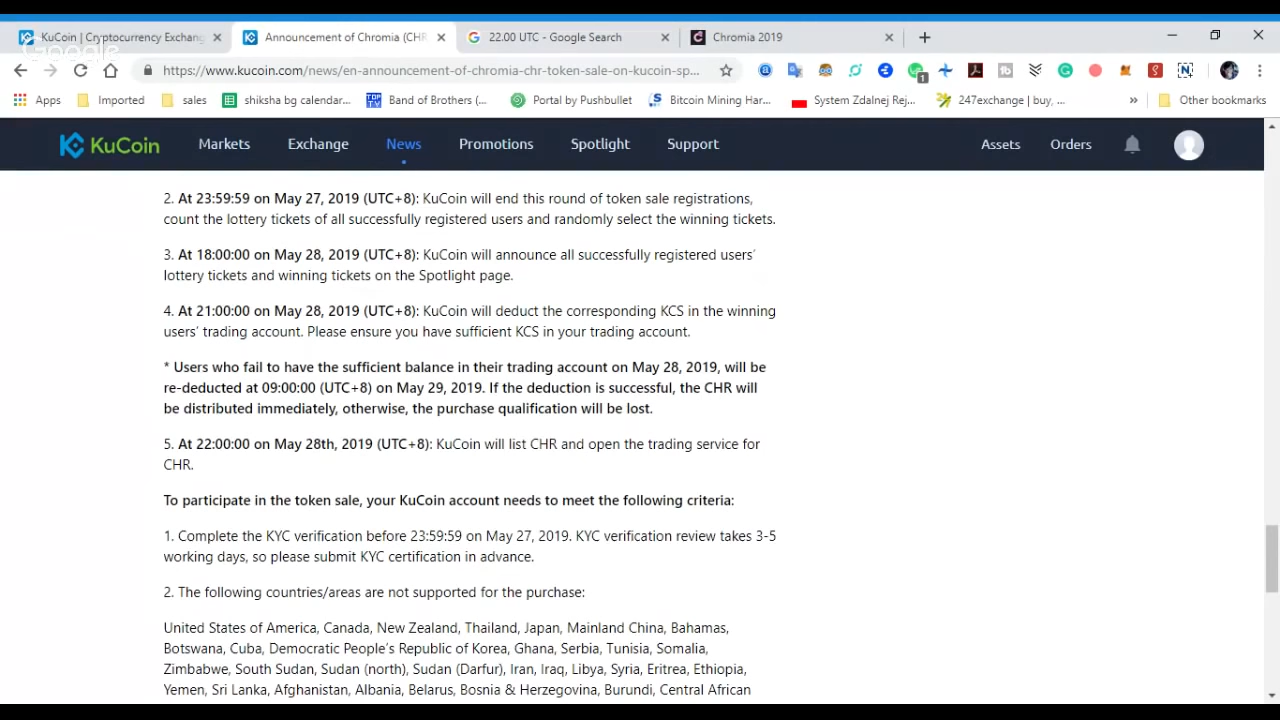 KuCoin | Cryptocurrency Exchang
Announcement of Chromia (CHR
22.00 UTC - Google Search
Chromia 2019
Google
https://www.kucoin.com/news/en-announcement-of-chromia-chr-token-sale-on-kucoin-sp...
1
Apps
Imported
sales
shiksha bg calendar...
Band of Brothers (...
Portal by Pushbullet
Bitcoin Mining Har...
System Zdalnej Rej...
247exchange | buy, ...
»
Other bookmarks
KuCoin
Markets
Exchange
News
Promotions
Spotlight
Support
Assets
Orders
2. At 23:59:59 on May 27, 2019 (UTC+8): KuCoin will end this round of token sale registrations,
count the lottery tickets of all successfully registered users and randomly select the winning tickets.
3. At 18:00:00 on May 28, 2019 (UTC+8): KuCoin will announce all successfully registered users'
lottery tickets and winning tickets on the Spotlight page.
4. At 21:00:00 on May 28, 2019 (UTC+8): KuCoin will deduct the corresponding KCS in the winning
users' trading account. Please ensure you have sufficient KCS in your trading account.
* Users who fail to have the sufficient balance in their trading account on May 28, 2019, will be
re-deducted at 09:00:00 (UTC+8) on May 29, 2019. If the deduction is successful, the CHR will
be distributed immediately, otherwise, the purchase qualification will be lost.
5. At 22:00:00 on May 28th, 2019 (UTC+8): KuCoin will list CHR and open the trading service for
CHR.
To participate in the token sale, your KuCoin account needs to meet the following criteria:
1. Complete the KYC verification before 23:59:59 on May 27, 2019. KYC verification review takes 3-5
working days, so please submit KYC certification in advance.
2. The following countries/areas are not supported for the purchase:
United States of America, Canada, New Zealand, Thailand, Japan, Mainland China, Bahamas,
Botswana, Cuba, Democratic People's Republic of Korea, Ghana, Serbia, Tunisia, Somalia,
Zimbabwe, South Sudan, Sudan (north), Sudan (Darfur), Iran, Iraq, Libya, Syria, Eritrea, Ethiopia,
Yemen, Sri Lanka, Afghanistan, Albania, Belarus, Bosnia & Herzegovina, Burundi, Central African